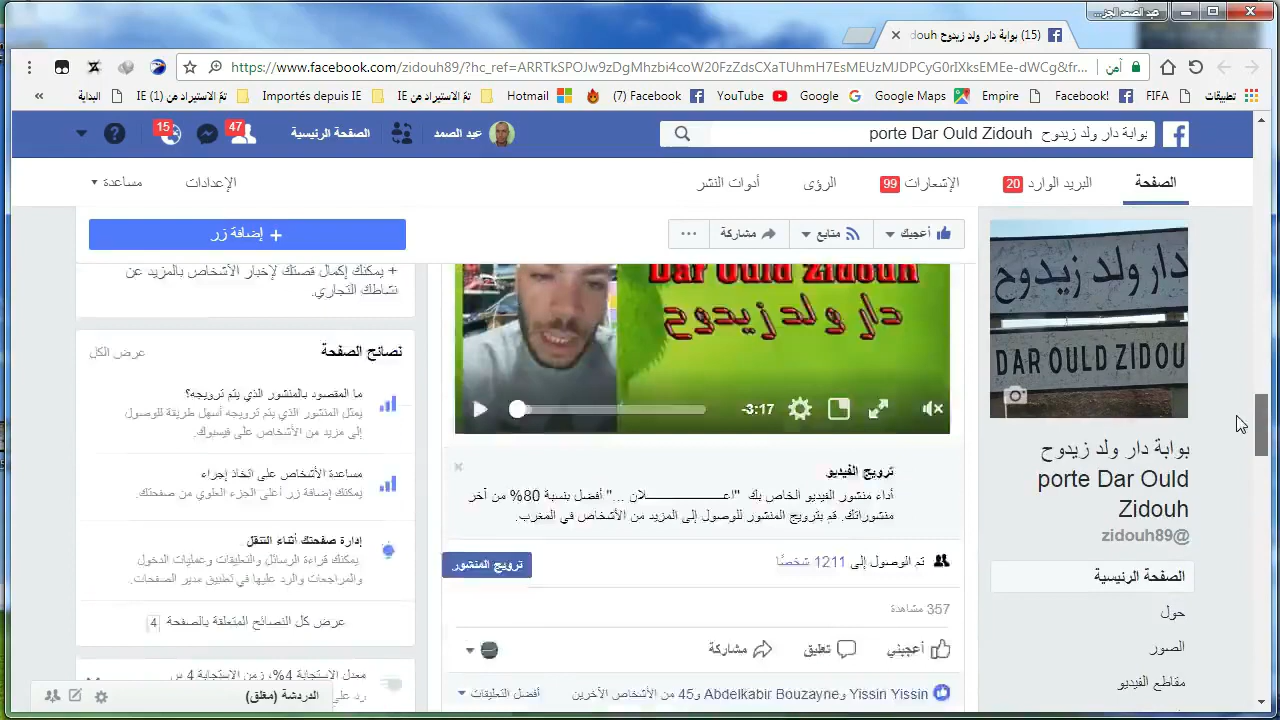 عبد الصمد الجز...
(15) بوابة دار ولد زيدوح douh
https://www.facebook.com/zidouh89/?hc_ref=ARRTkSPOJw9zDgMhzbi4coW20FzZdsCXaTUhmH7EsMEUzMJDPCyG0rIXksEMEe-dWCg&fr...
أمن
تطبيقات
FIFA
Facebook!
Empire
Google Maps
Google
YouTube
(7) Facebook
Hotmail
تمّ الاستيراد من IE
Importés depuis IE
تمّ الاستيراد من IE (1)
البداية
«
بوابة دار ولد زيدوح porte Dar Ould Zidouh
عبد الصمد
الصفحة الرئيسية
47
15
الصفحة
البريد الوارد 20
الإشعارات 99
أدوات النشر
الرؤى
الإعدادات
مساعدة
أعجبك
متابع
مشاركة
+ إضافة زر
دار ولد زيدوح
DAR OULD ZIDOU
بوابة دار ولد زيدوح
porte Dar Ould
Zidouh
@zidouh89
الصفحة الرئيسية
حول
الصور
مقاطع الفيديو
Dar Ould Zidouh
دار ولد زيدوح
-3:17
ترويج الفيديو
أداء منشور الفيديو الخاص بك "اعـــــــــــلان ..." أفضل بنسبة 80% من آخر
منشوراتك. قم بترويج المنشور للوصول إلى المزيد من الأشخاص في المغرب.
تم الوصول إلى 1211 شخصًا
ترويج المنشور
357 مشاهدة
أعجبني
تعليق
مشاركة
Yissin Yissin وAbdelkabir Bouzayne و45 من الأشخاص الآخرين
أفضل التعليقات
+ يمكنك إكمال قصتك لإخبار الأشخاص بالمزيد عن
نشاطك التجاري.
نصائح الصفحة
عرض الكل
ما المقصود بالمنشور الذي يتم ترويجه؟
يمثل المنشور الذي يتم ترويجه أسهل طريقة للوصول
إلى مزيد من الأشخاص على فيسبوك.
مساعدة الأشخاص على اتخاذ إجراء
يمكنك إضافة زر أعلى الجزء العلوي من صفحتك.
إدارة صفحتك أثناء التنقل
يمكنك قراءة الرسائل والتعليقات وعمليات الدخول
والمراجعات والرد عليها في تطبيق مدير الصفحات.
عرض كل النصائح المتعلقة بالصفحة 4
معدل الاستجابة 4%، زمن الاستجابة 4
الدردشة (مغلق)